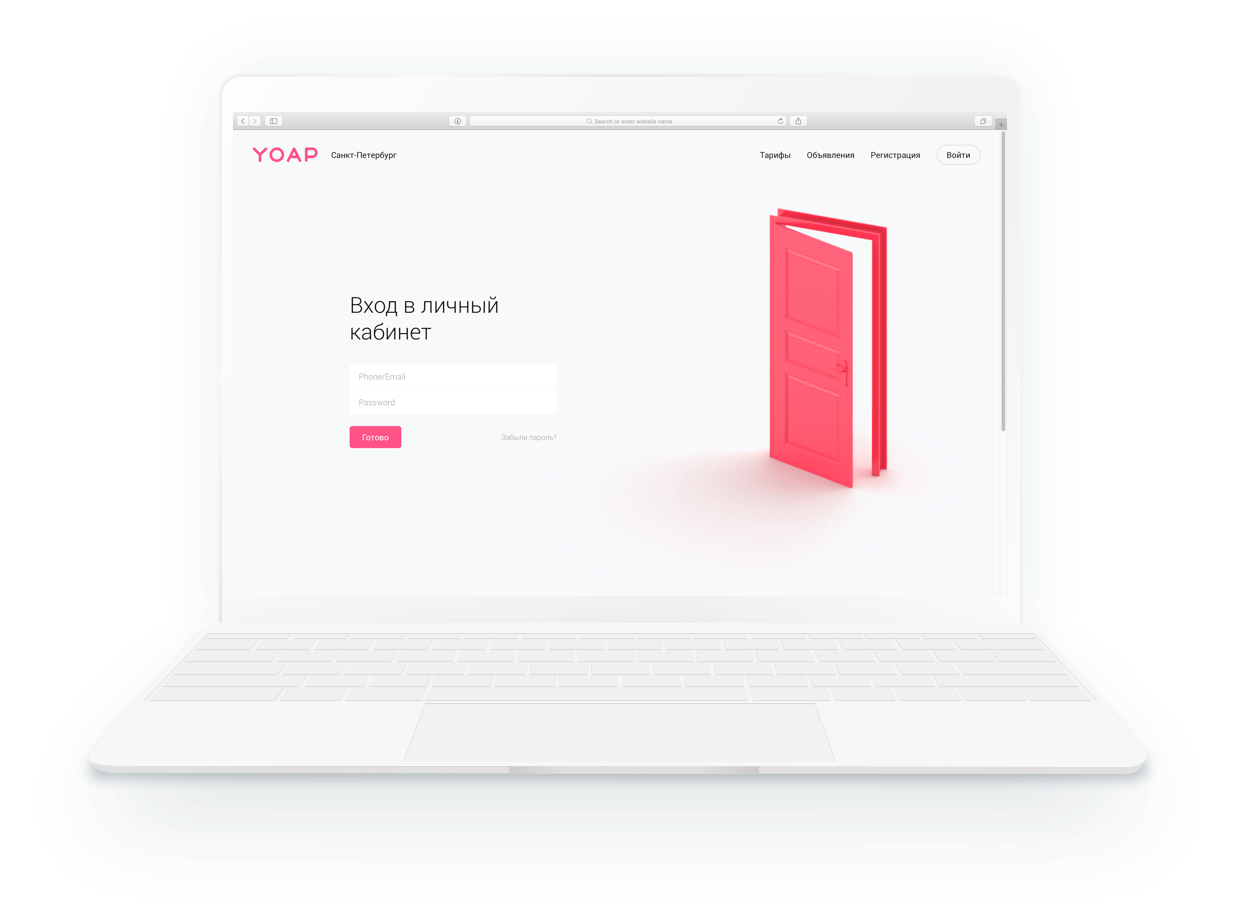 Search or enter website name
YOAP Санкт-Петербург Тарифы Объявления Регистрация Войти
Вход в личный
кабинет
Phone/Email
Password
Готово Забыли пароль?